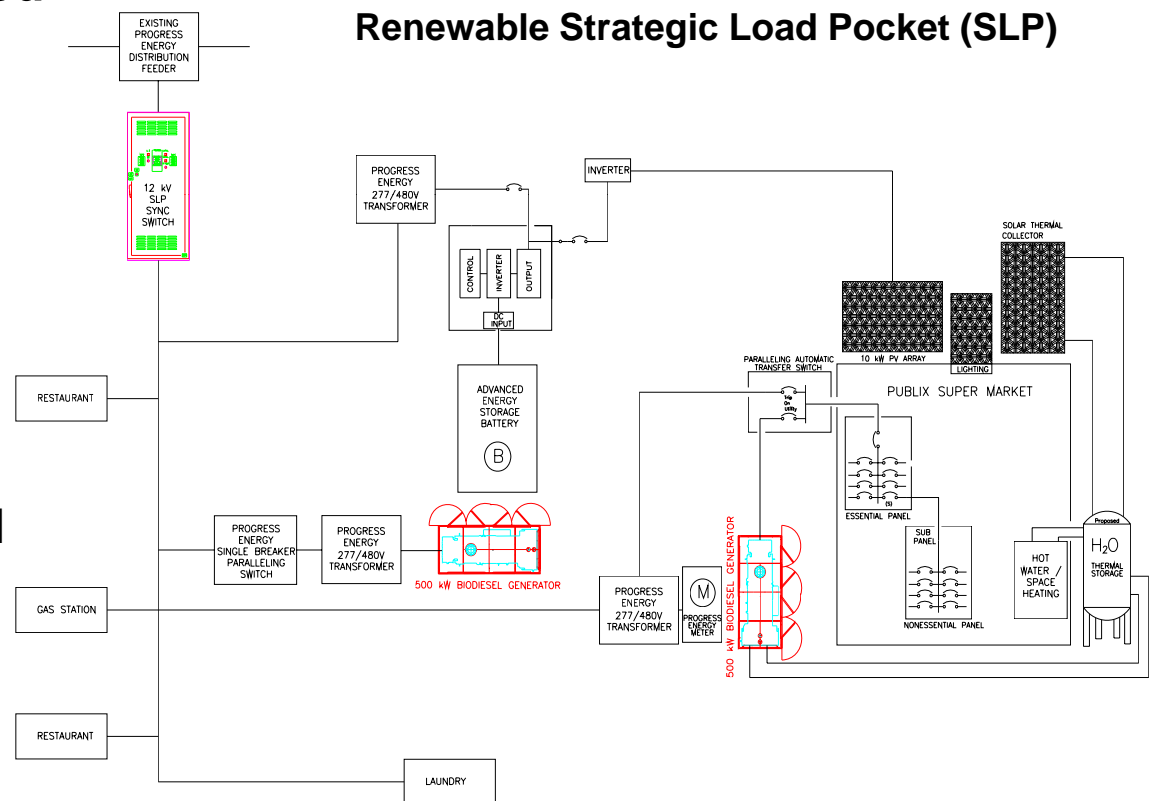 Renewable Strategic Load Pocket (SLP)
EXISTING
PROGRESS
ENERGY
DISTRIBUTION
FEEDER
12 kV
SLP
SYNC
SWITCH
PROGRESS
ENERGY
277/480V
TRANSFORMER
INVERTER
CONTROL
INVERTER
OUTPUT
DC
INPUT
ADVANCED
ENERGY
STORAGE
BATTERY
B
SOLAR THERMAL
COLLECTOR
10 kW PV ARRAY
LIGHTING
PARALLELING AUTOMATIC
TRANSFER SWITCH
Trip
On
Utility
PUBLIX SUPER MARKET
RESTAURANT
(S)
ESSENTIAL PANEL
PROGRESS
ENERGY
SINGLE BREAKER
PARALLELING
SWITCH
PROGRESS
ENERGY
277/480V
TRANSFORMER
500 kW BIODIESEL GENERATOR
SUB
PANEL
NONESSENTIAL PANEL
HOT
WATER /
SPACE
HEATING
Proposed
H2O
THERMAL
STORAGE
GAS STATION
PROGRESS
ENERGY
277/480V
TRANSFORMER
M
PROGRESS
ENERGY
METER
500 kW BIODIESEL GENERATOR
RESTAURANT
LAUNDRY